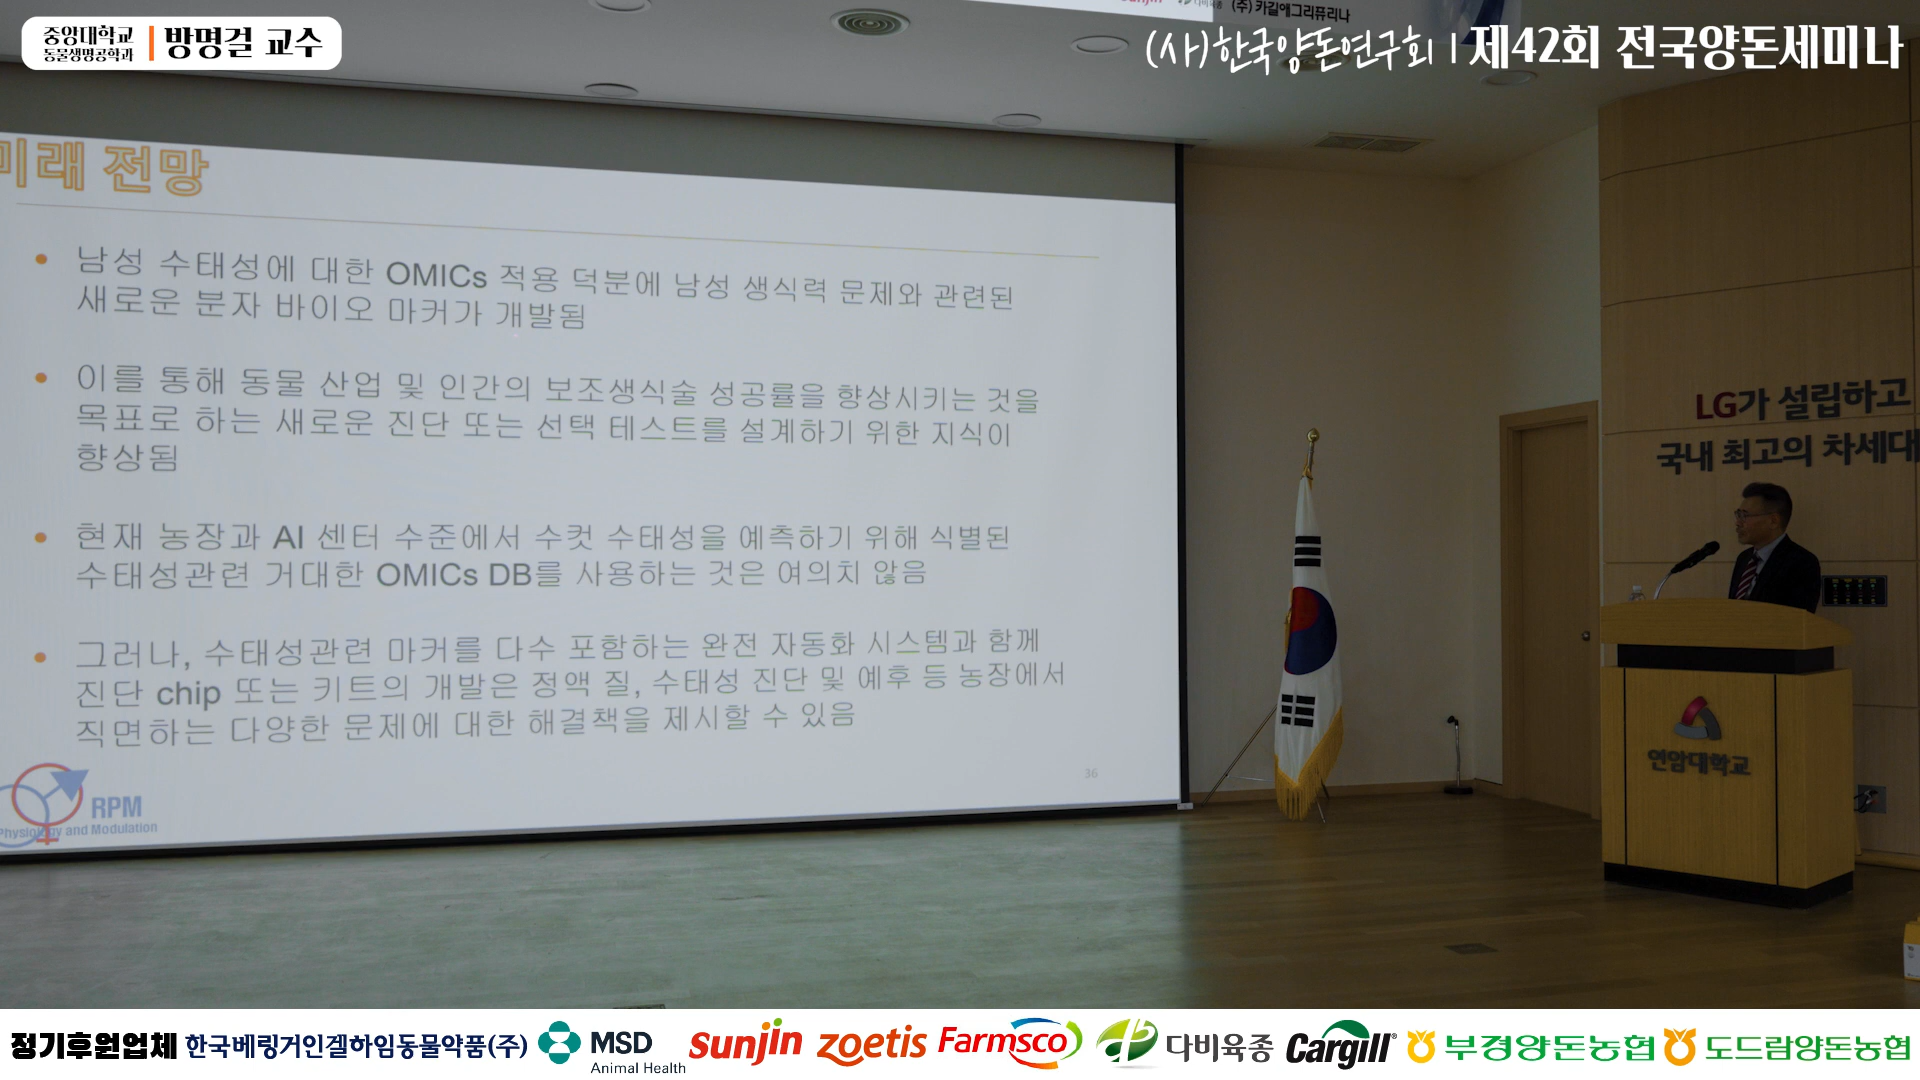 (주) 카길애그리퓨리나
중앙대학교
동물생명공학과
방명걸 교수
(사)한국양돈연구회 | 제42회 전국양돈세미나
미래 전망
• 남성 수태성에 대한 OMICs 적용 덕분에 남성 생식력 문제와 관련된
새로운 분자 바이오 마커가 개발됨
• 이를 통해 동물 산업 및 인간의 보조생식술 성공률을 향상시키는 것을
목표로 하는 새로운 진단 또는 선택 테스트를 설계하기 위한 지식이
향상됨
• 현재 농장과 AI 센터 수준에서 수컷 수태성을 예측하기 위해 식별된
수태성관련 거대한 OMICs DB를 사용하는 것은 여의치 않음
• 그러나, 수태성관련 마커를 다수 포함하는 완전 자동화 시스템과 함께
진단 chip 또는 키트의 개발은 정액 질, 수태성 진단 및 예후 등 농장에서
직면하는 다양한 문제에 대한 해결책을 제시할 수 있음
36
RPM
Physiology and Modulation
LG가 설립하고
국내 최고의 차세대
연암대학교
정기후원업체 한국베링거인겔하임동물약품(주) MSD Animal Health Sunjin zoetis Farmsco 다비육종 Cargill 부경양돈농협 도드람양돈농협